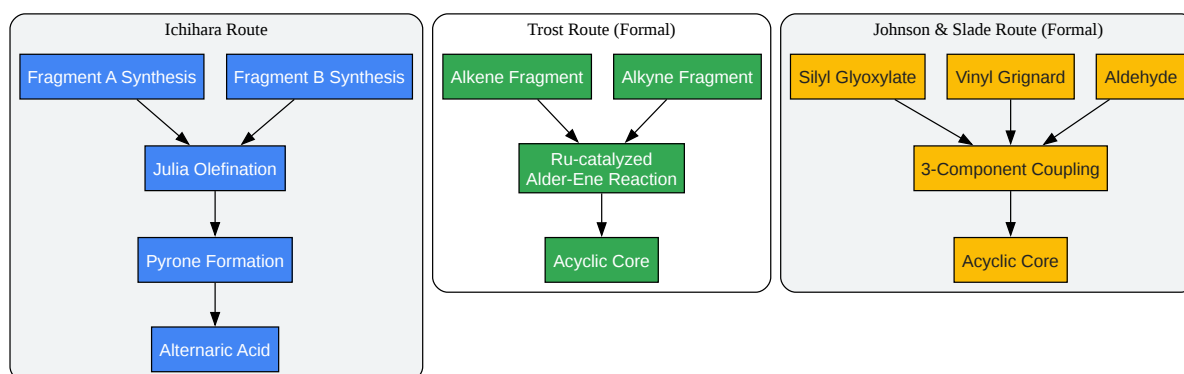 Ichihara Route
Fragment A Synthesis
Fragment B Synthesis
Julia Olefination
Pyrone Formation
Alternaric Acid
Trost Route (Formal)
Alkene Fragment
Alkyne Fragment
Ru-catalyzed
Alder-Ene Reaction
Acyclic Core
Johnson & Slade Route (Formal)
Silyl Glyoxylate
Vinyl Grignard
Aldehyde
3-Component Coupling
Acyclic Core